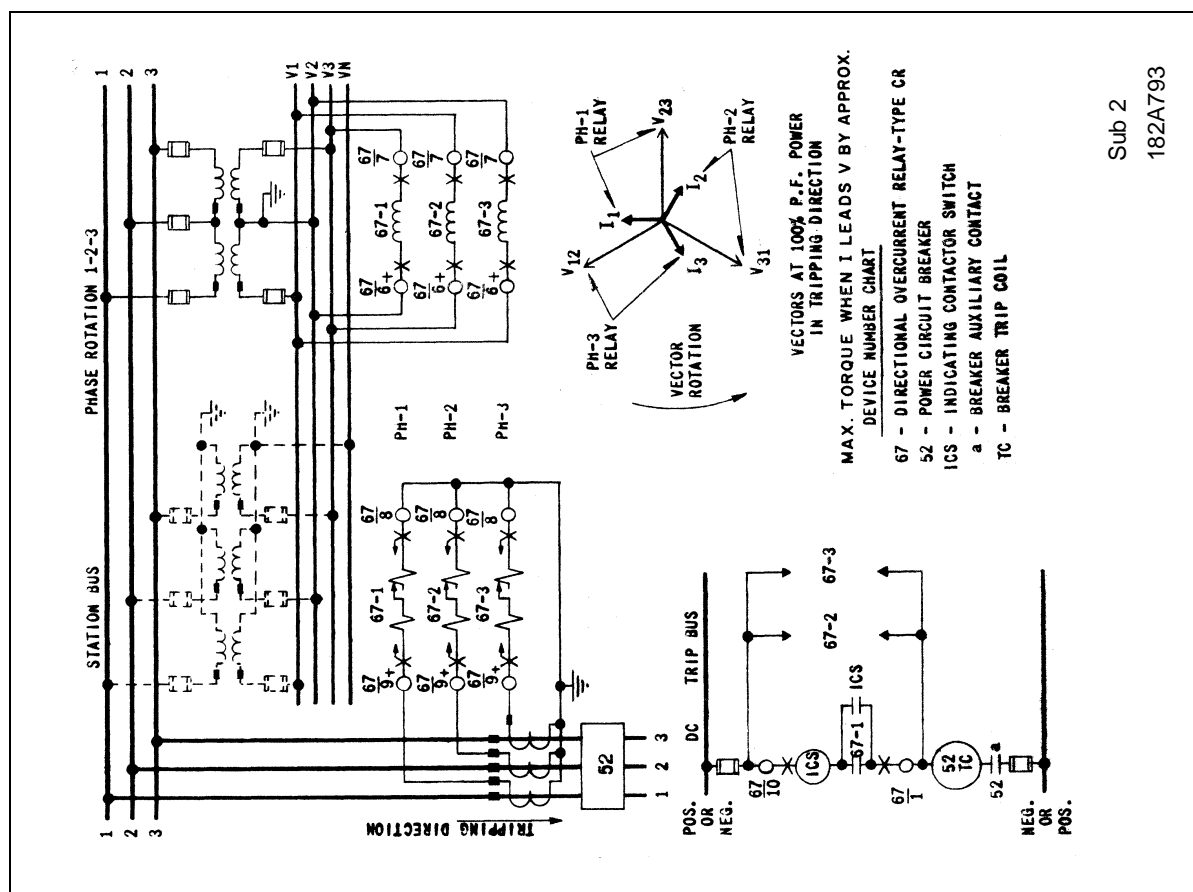 STATION BUS
PHASE ROTATION 1-2-3
1
2
3
1
2
3
V1
V2
V3
VN
67/9+
67-1
67/8
PH-1
67/9+
67-2
67/8
PH-2
67/9+
67-3
67/8
PH-3
67/6+
67-1
67/7
67/6+
67-2
67/7
67/6+
67-3
67/7
TRIPPING DIRECTION
52
1
2
3
DC TRIP BUS
POS.
OR
NEG.
67/10
ICS
67-1
ICS
67/1
52
TC
52
a
NEG.
OR
POS.
67-2
67-3
PH-3
RELAY
PH-1
RELAY
PH-2
RELAY
V12
V23
V31
I1
I2
I3
VECTOR
ROTATION
VECTORS AT 100% P.F. POWER
IN TRIPPING DIRECTION
MAX. TORQUE WHEN I LEADS V BY APPROX.
DEVICE NUMBER CHART
67 - DIRECTIONAL OVERCURRENT RELAY-TYPE CR
52 - POWER CIRCUIT BREAKER
ICS - INDICATING CONTACTOR SWITCH
a - BREAKER AUXILIARY CONTACT
TC - BREAKER TRIP COIL
Sub 2
182A793